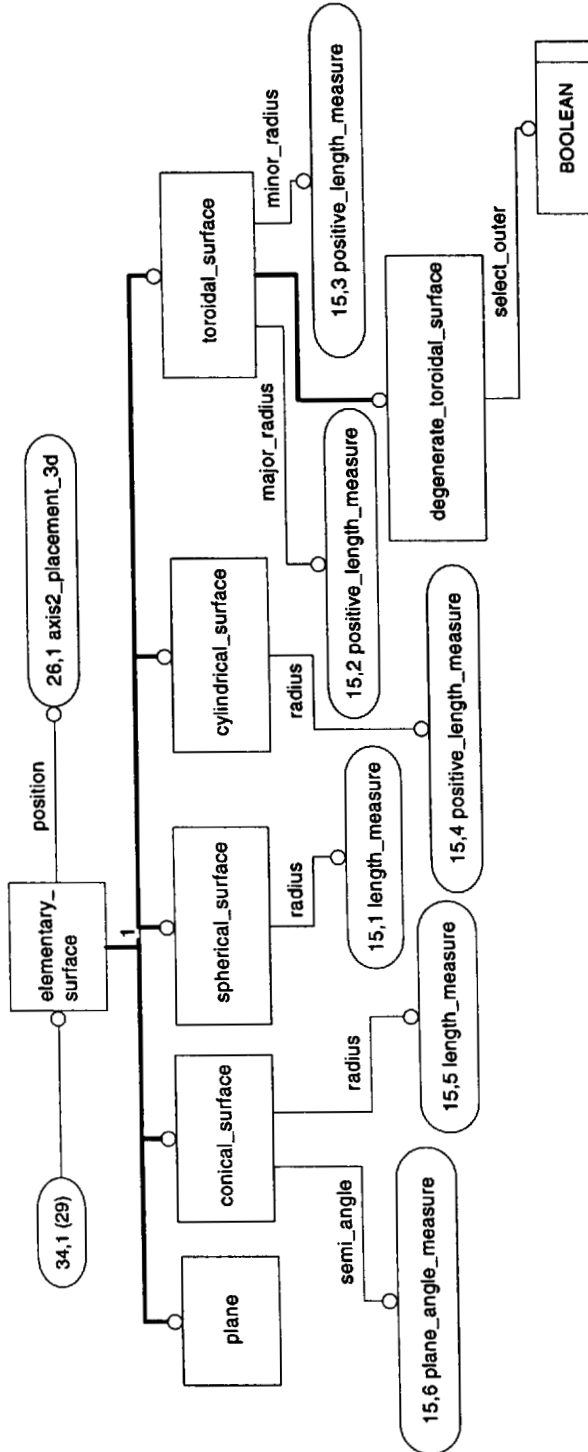 34,1 (29)
elementary_
surface
position
26,1 axis2_placement_3d
1
plane
conical_surface
spherical_surface
cylindrical_surface
toroidal_surface
semi_angle
radius
radius
radius
major_radius
minor_radius
15,6 plane_angle_measure
15,5 length_measure
15,1 length_measure
15,4 positive_length_measure
15,2 positive_length_measure
15,3 positive_length_measure
degenerate_toroidal_surface
select_outer
BOOLEAN